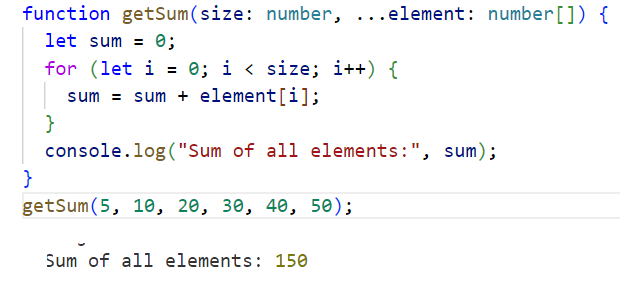 function getSum(size: number, ...element: number[]) {
  let sum = 0;
  for (let i = 0; i < size; i++) {
    sum = sum + element[i];
  }
  console.log("Sum of all elements:", sum);
}
getSum(5, 10, 20, 30, 40, 50);
Sum of all elements: 150